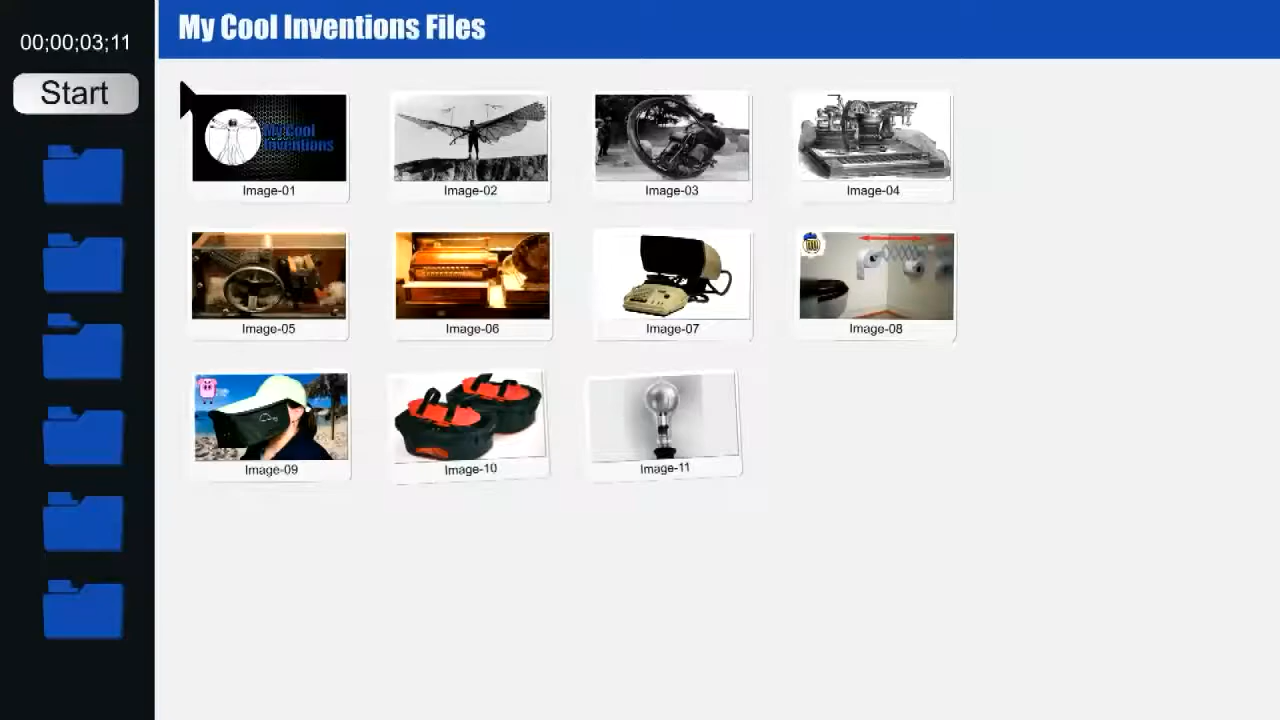 My Cool Inventions Files
00;00;03;11
Start
My Cool
Inventions
Image-01
Image-02
Image-03
Image-04
Image-05
Image-06
Image-07
Image-08
Image-09
Image-10
Image-11